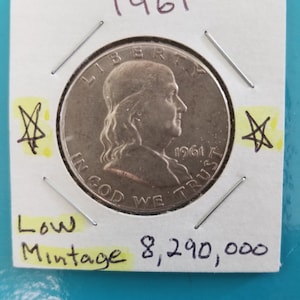 1961
LIBERTY
1961
IN GOD WE TRUST
Low
Mintage 8,290,000